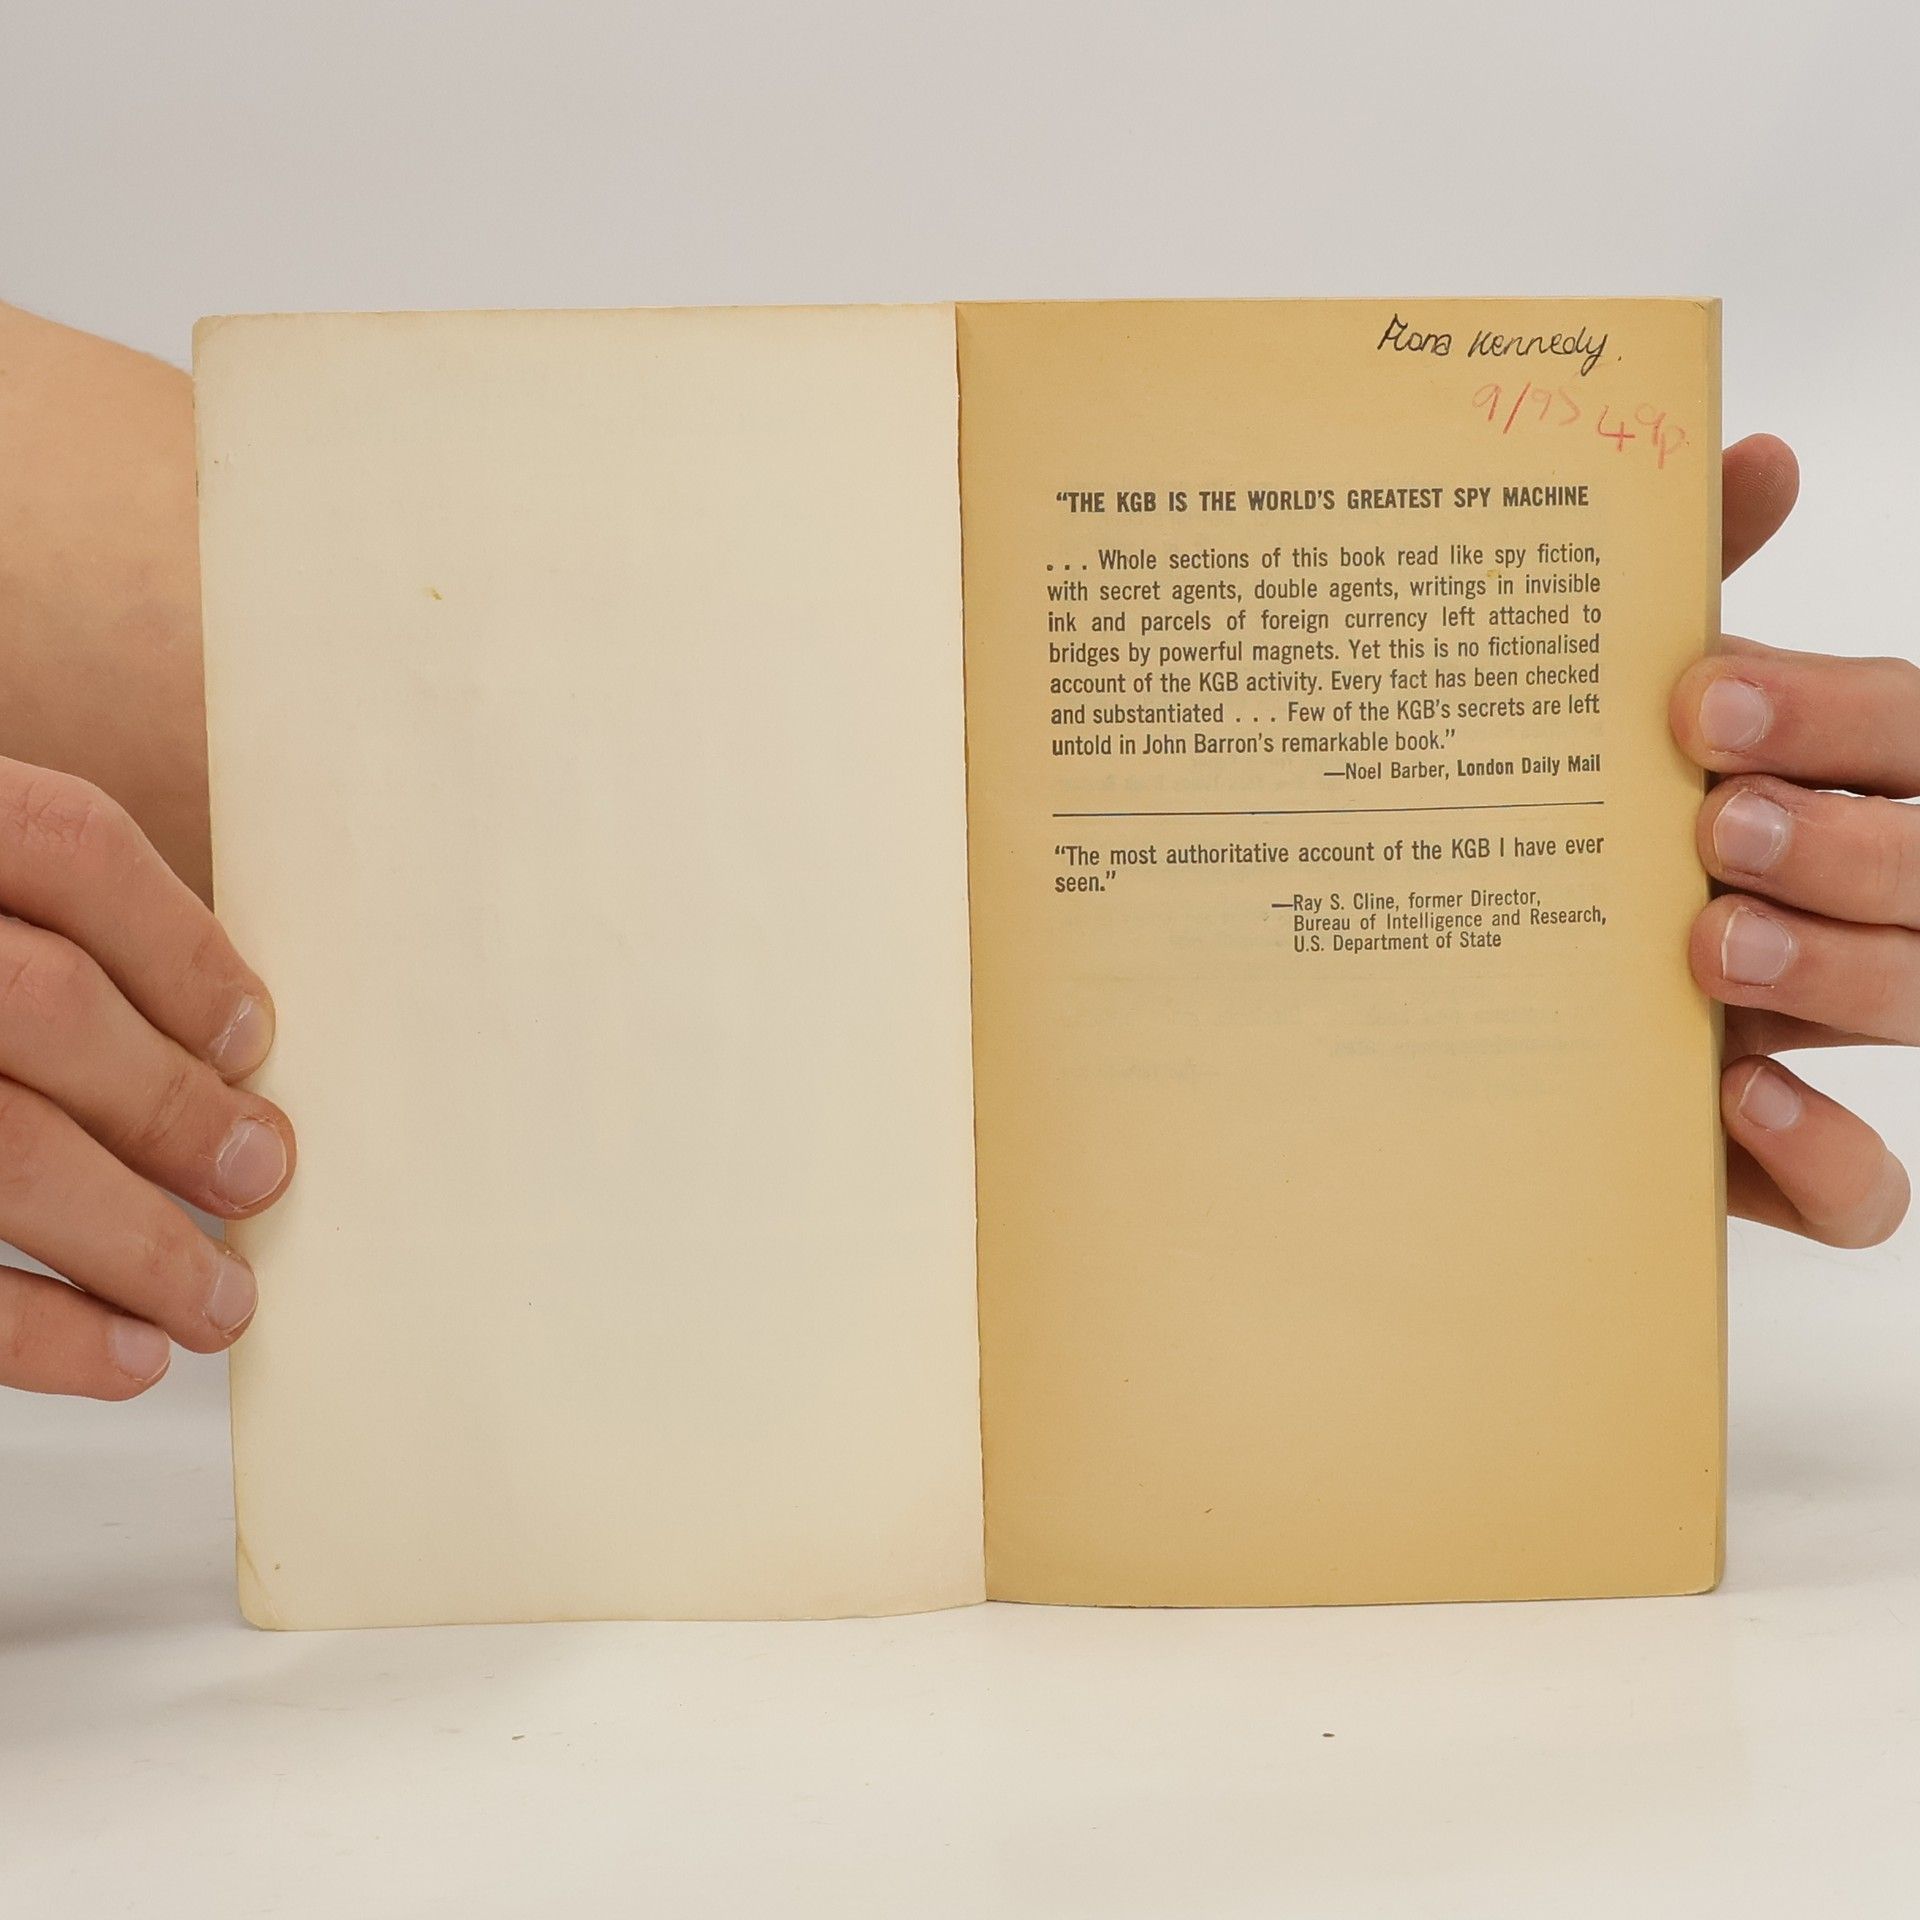 Kennedy.
9/95 49p
“THE KGB IS THE WORLD’S GREATEST SPY MACHINE
. . . Whole sections of this book read like spy fiction,
with secret agents, double agents, writings in invisible
ink and parcels of foreign currency left attached to
bridges by powerful magnets. Yet this is no fictionalised
account of the KGB activity. Every fact has been checked
and substantiated . . . Few of the KGB’s secrets are left
untold in John Barron’s remarkable book.”
—Noel Barber, London Daily Mail
“The most authoritative account of the KGB I have ever
seen.”
—Ray S. Cline, former Director,
Bureau of Intelligence and Research,
U.S. Department of State